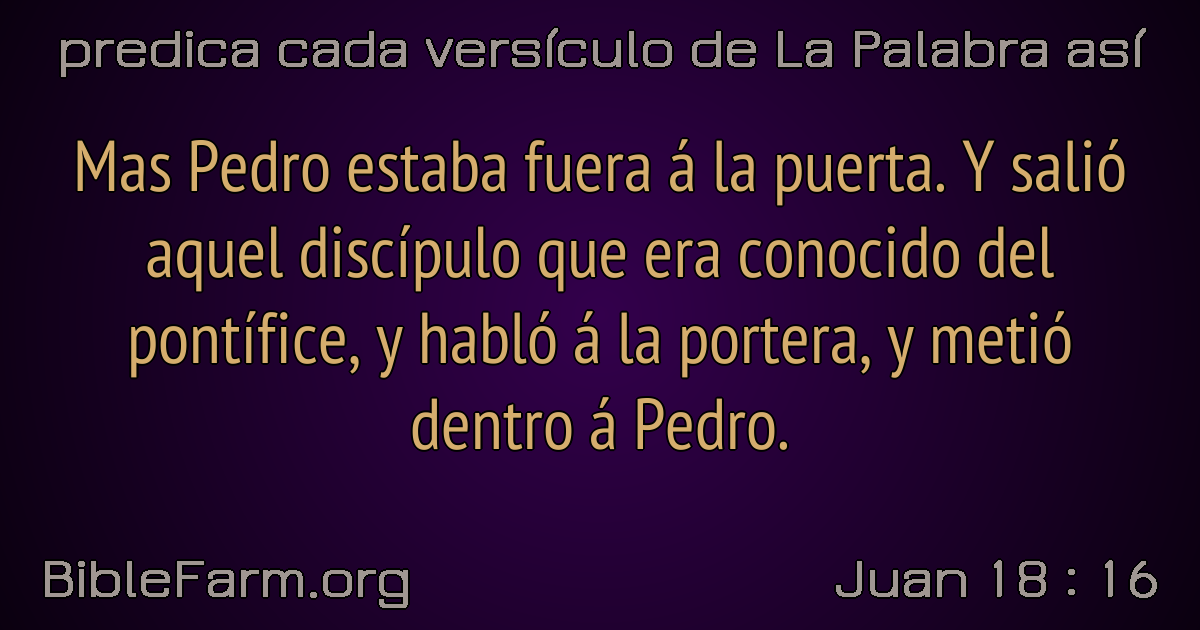 predica cada versículo de La Palabra así
Mas Pedro estaba fuera á la puerta. Y salió
aquel discípulo que era conocido del
pontífice, y habló á la portera, y metió
dentro á Pedro.
BibleFarm.org
Juan 18 : 16